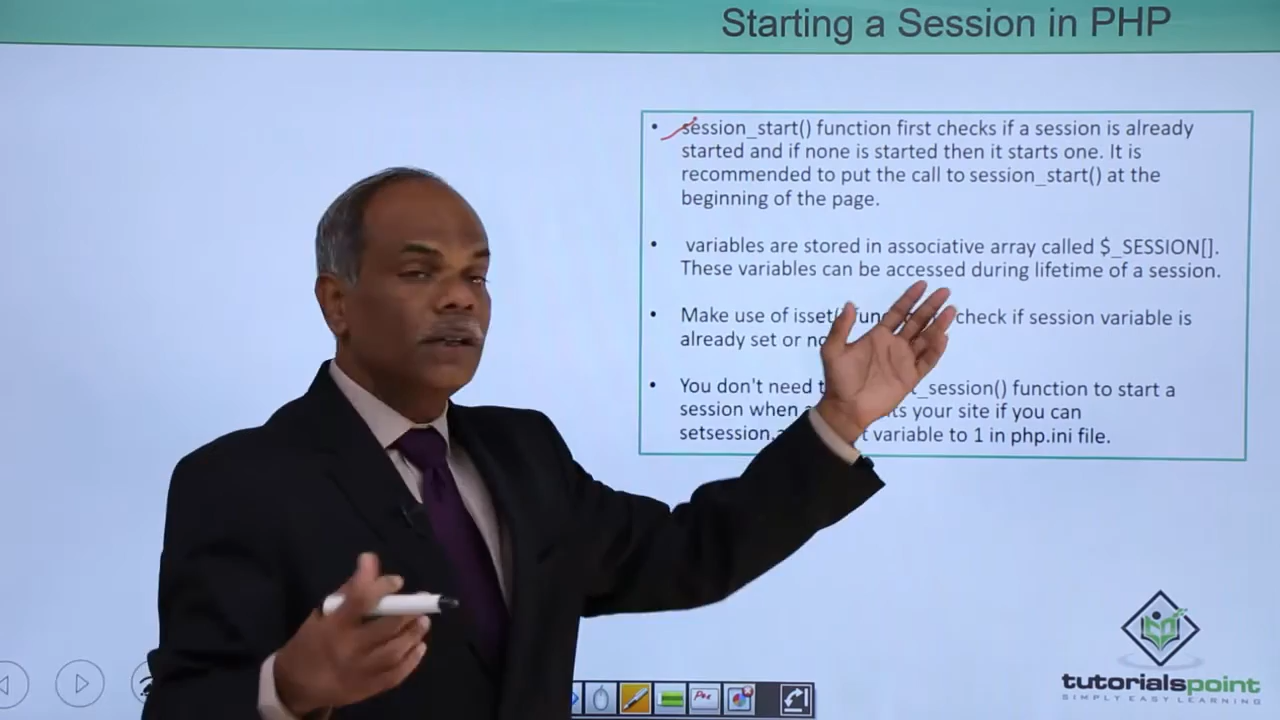 Starting a Session in PHP
• session_start() function first checks if a session is already
started and if none is started then it starts one. It is
recommended to put the call to session_start() at the
beginning of the page.
• variables are stored in associative array called $_SESSION[].
These variables can be accessed during lifetime of a session.
• Make use of isset() check if session variable is
already set or
• You don't need _session() function to start a
session when your site if you can
setsession. variable to 1 in php.ini file.
Pen
tutorialspoint
SIMPLY EASY LEARNING